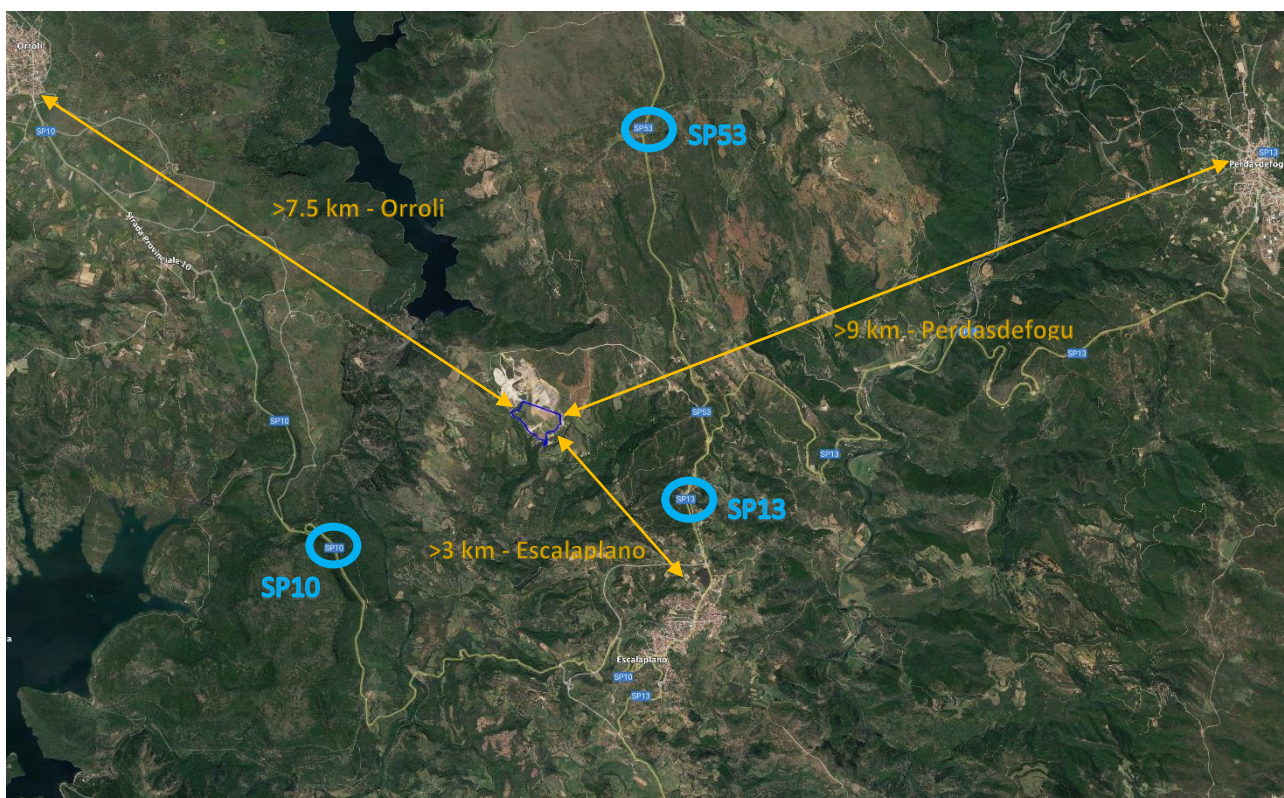 Orroli
SP10
SP53
SP53
SP13
Perdasdefogu
>7.5 km - Orroli
Strada Provinciale 10
>9 km - Perdasdefogu
SP13
SP10
SP53
SP13
SP13
SP13
SP10
SP10
>3 km - Escalaplano
Escalaplano
SP10
SP13
a